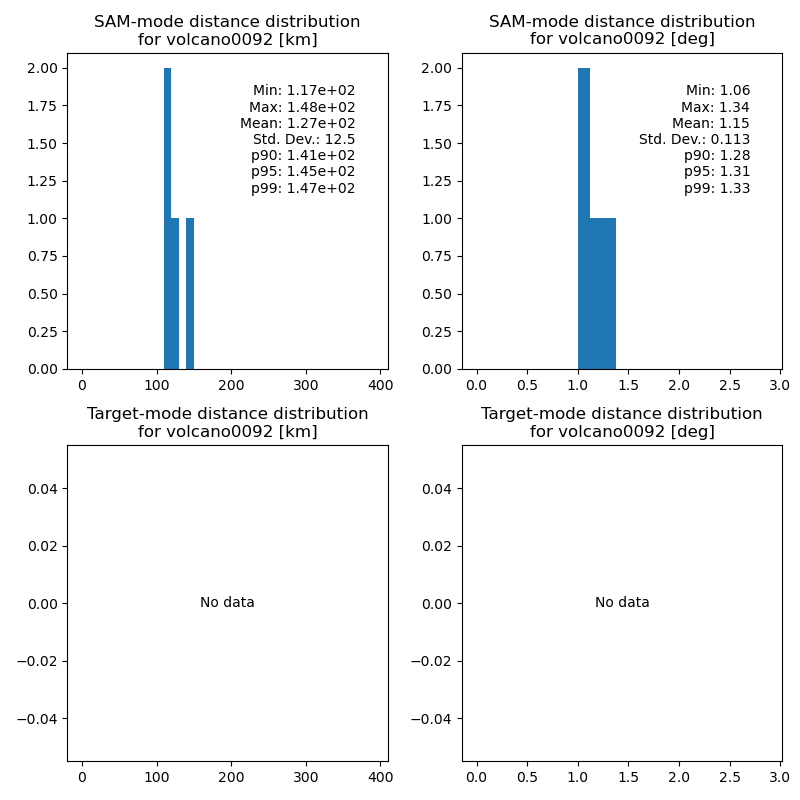 SAM-mode distance distribution
for volcano0092 [km]
2.00
1.75
1.50
1.25
1.00
0.75
0.50
0.25
0.00
Min: 1.17e+02
Max: 1.48e+02
Mean: 1.27e+02
Std. Dev.: 12.5
p90: 1.41e+02
p95: 1.45e+02
p99: 1.47e+02
0 100 200 300 400
SAM-mode distance distribution
for volcano0092 [deg]
2.00
1.75
1.50
1.25
1.00
0.75
0.50
0.25
0.00
Min: 1.06
Max: 1.34
Mean: 1.15
Std. Dev.: 0.113
p90: 1.28
p95: 1.31
p99: 1.33
0.0 0.5 1.0 1.5 2.0 2.5 3.0
Target-mode distance distribution
for volcano0092 [km]
0.04
0.02
0.00
−0.02
−0.04
No data
0 100 200 300 400
Target-mode distance distribution
for volcano0092 [deg]
0.04
0.02
0.00
−0.02
−0.04
No data
0.0 0.5 1.0 1.5 2.0 2.5 3.0